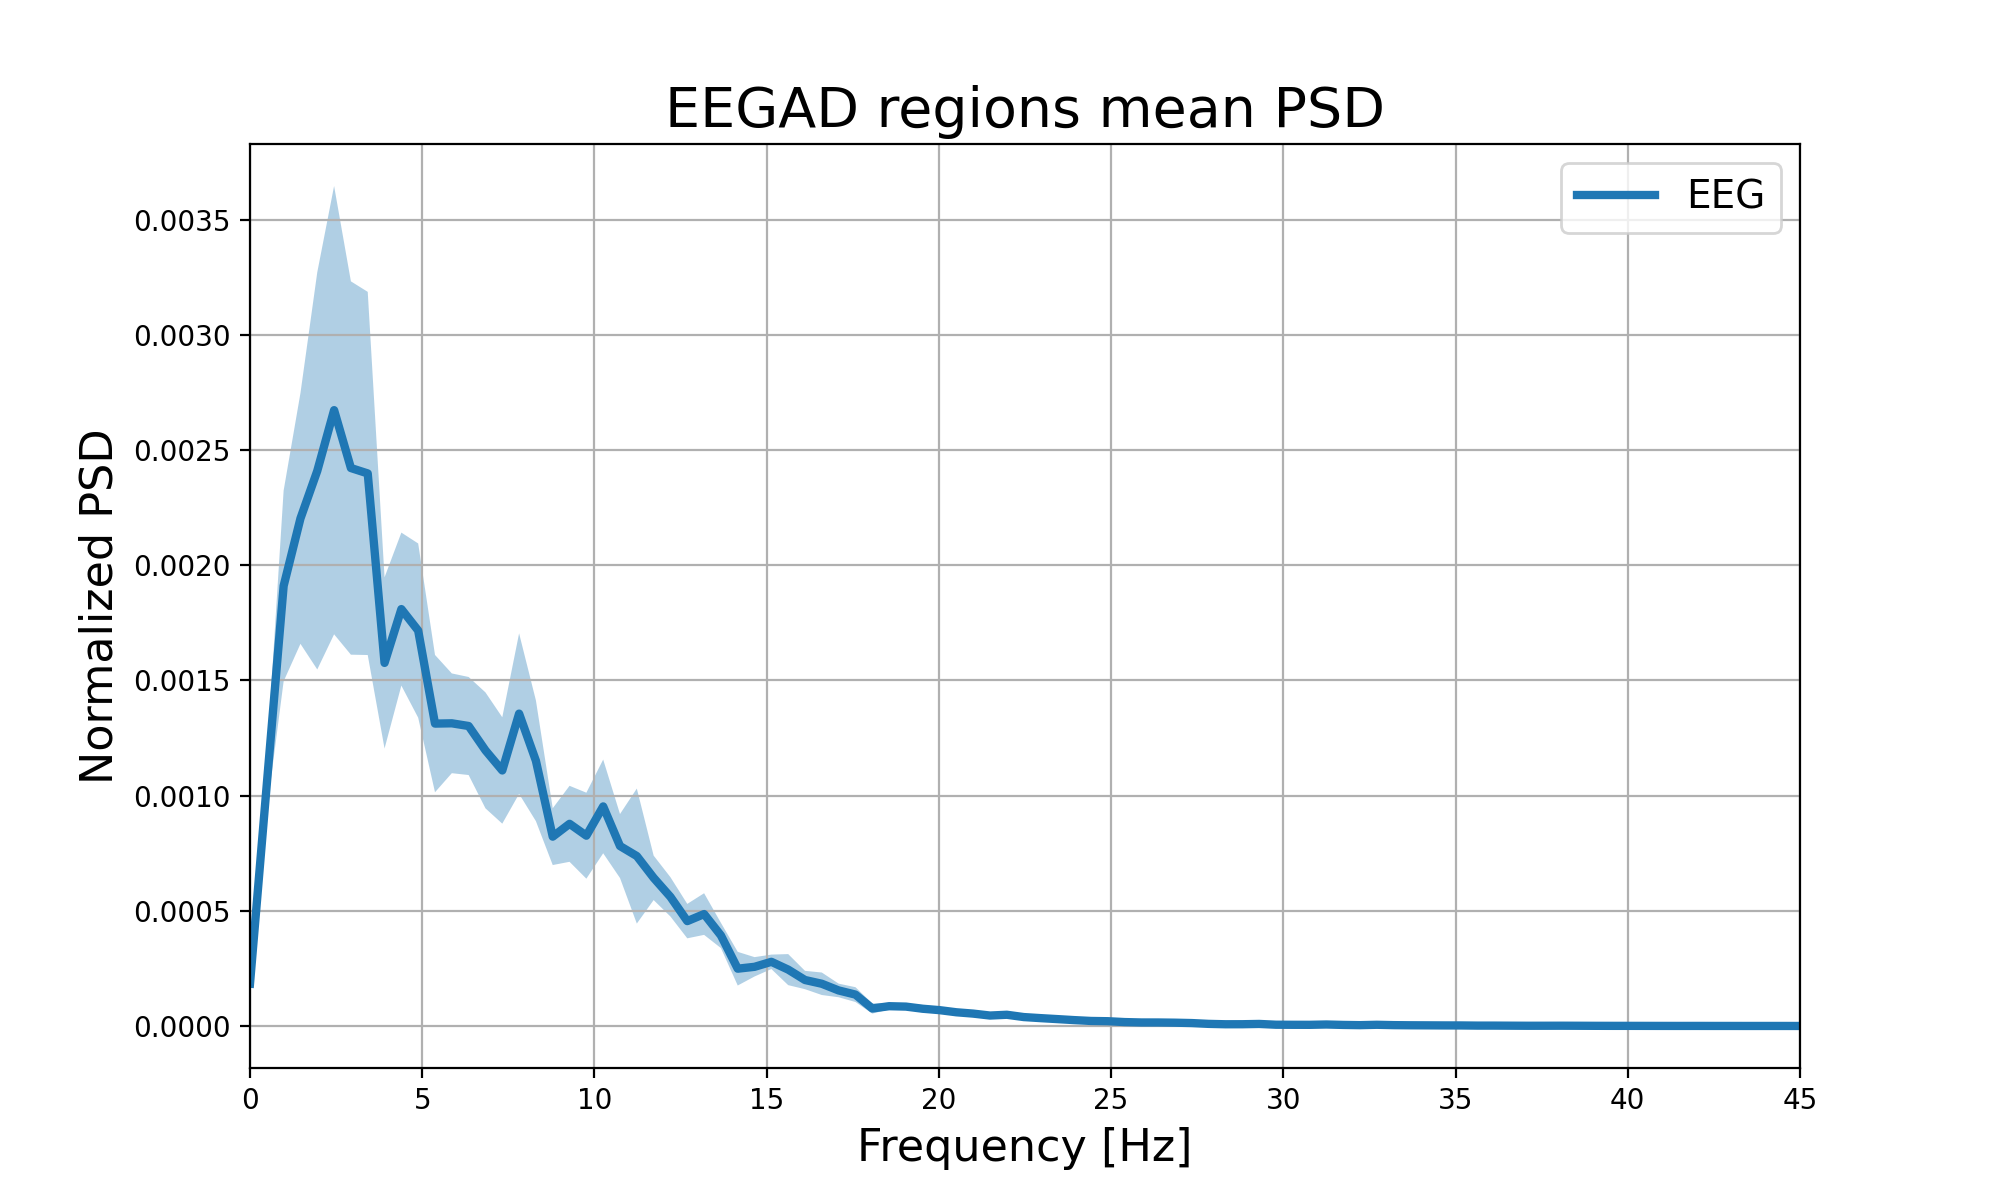 EEGAD regions mean PSD
EEG
Normalized PSD
0.0035
0.0030
0.0025
0.0020
0.0015
0.0010
0.0005
0.0000
0 5 10 15 20 25 30 35 40 45
Frequency [Hz]